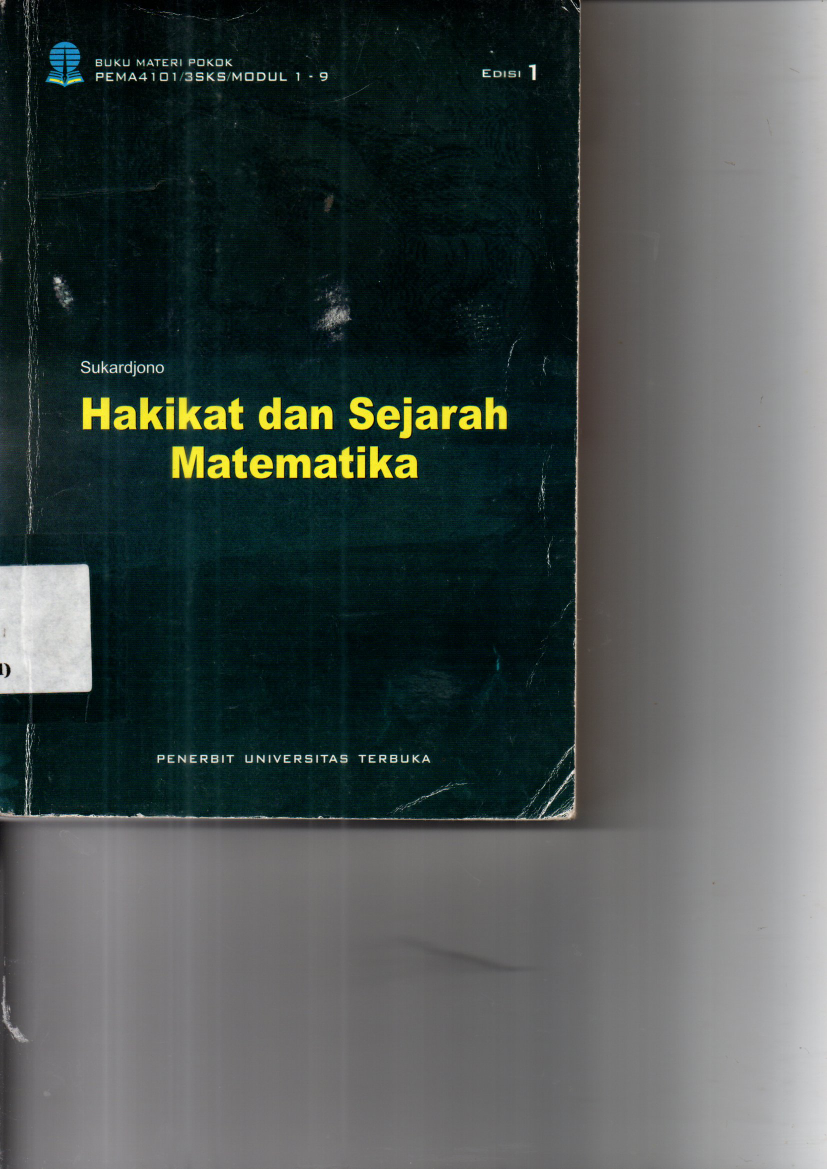 BUKU MATERI POKOK
PEMA4101/3SKS/MODUL 1 - 9
EDISI 1
Sukardjono
Hakikat dan Sejarah
Matematika
PENERBIT UNIVERSITAS TERBUKA